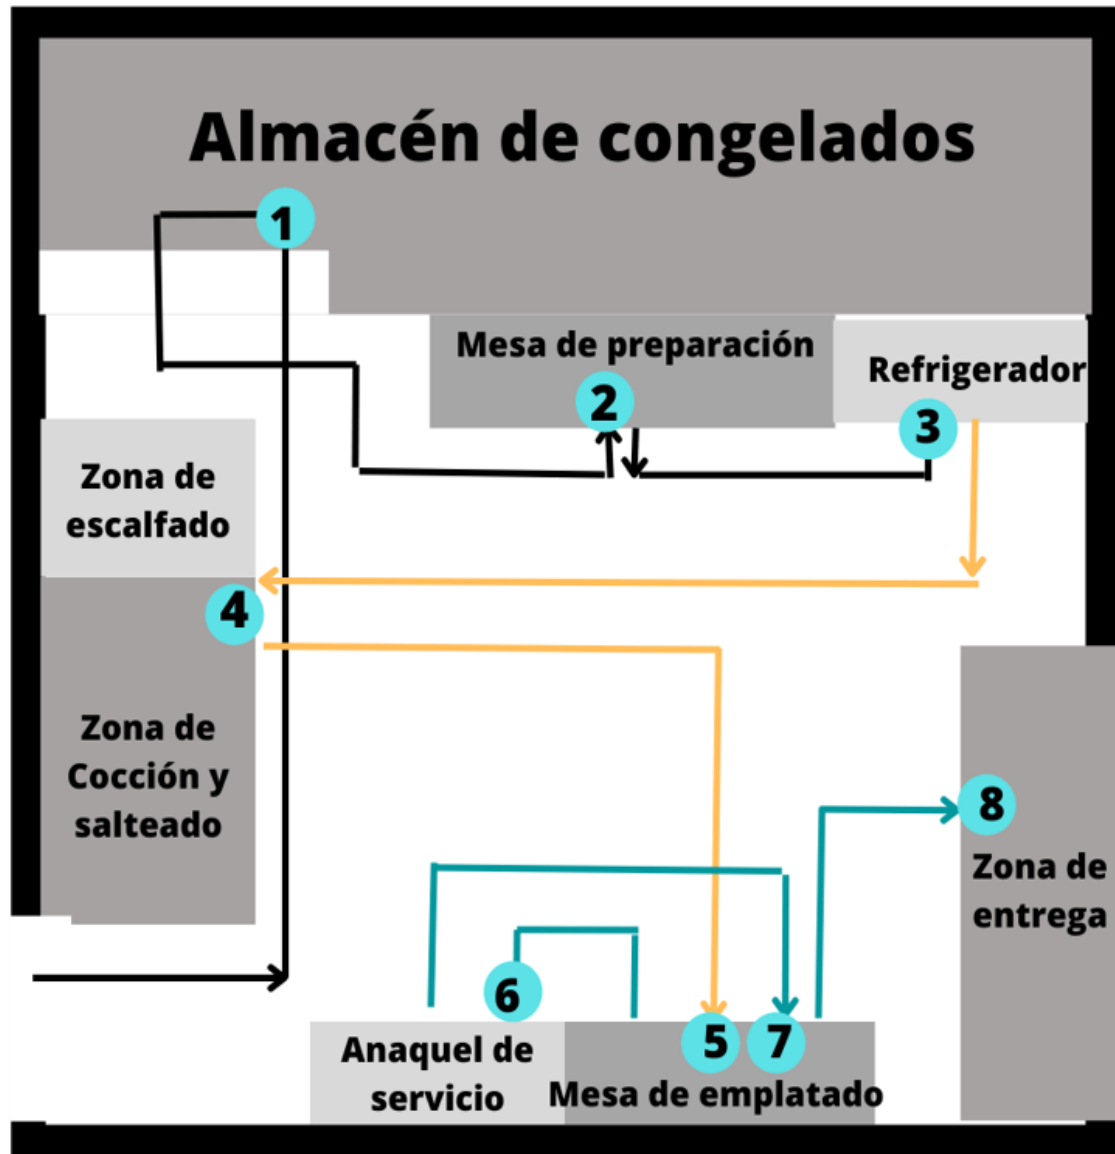 Almacén de congelados
1
Mesa de preparación
2
Refrigerador
3
Zona de
escalfado
4
Zona de
Cocción y
salteado
8
Zona de
entrega
6
Anaquel de
servicio
5
7
Mesa de emplatado